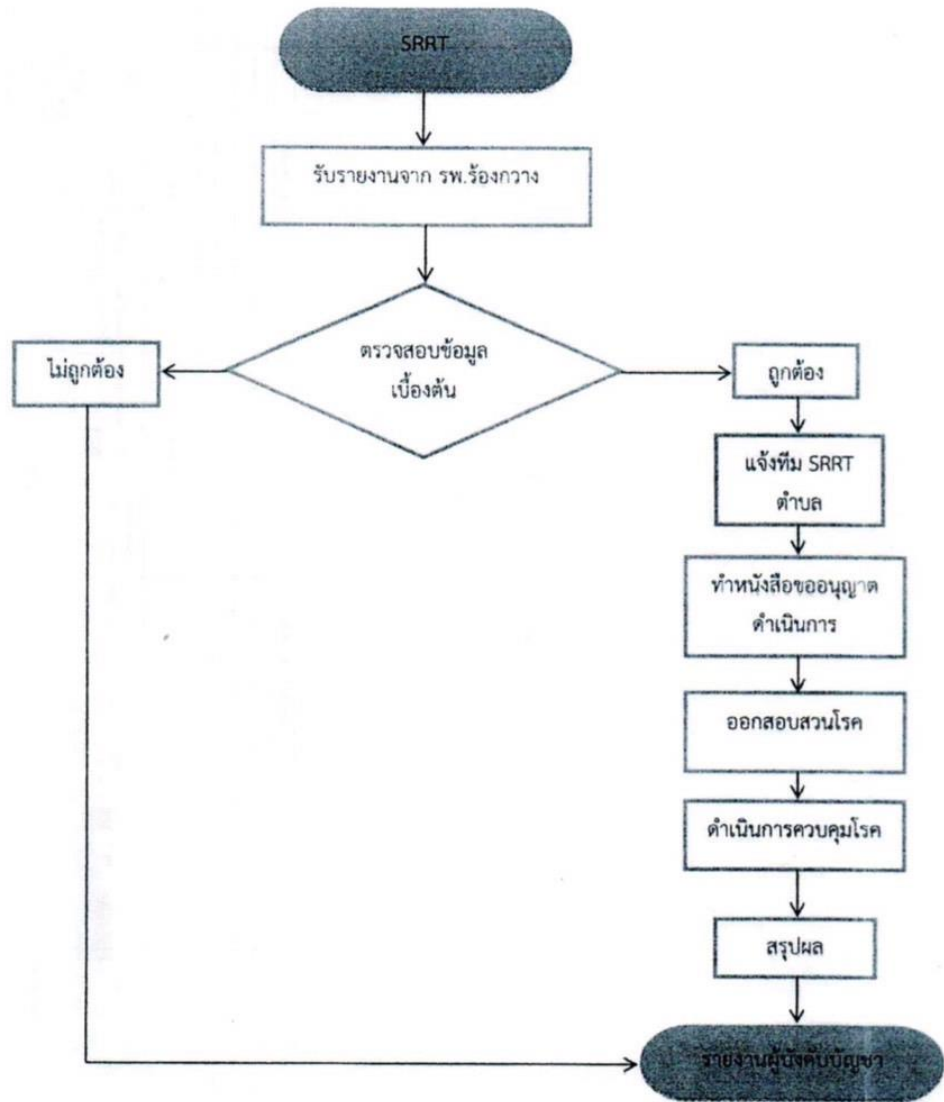 SRRT
รับรายงานจาก รพ.ร้องกวาง
ตรวจสอบข้อมูล
เบื้องต้น
ไม่ถูกต้อง
ถูกต้อง
แจ้งทีม SRRT
ตำบล
ทำหนังสือขออนุญาต
ดำเนินการ
ออกสอบสวนโรค
ดำเนินการควบคุมโรค
สรุปผล
รายงานผู้บังคับบัญชา